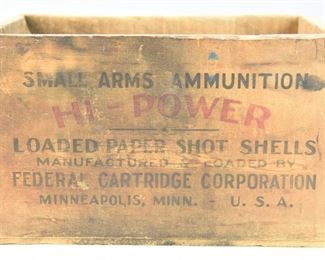 SMALL ARMS AMMUNITION
HI-POWER
LOADED PAPER SHOT SHELLS
MANUFACTURED & LOADED BY
FEDERAL CARTRIDGE CORPORATION
MINNEAPOLIS, MINN. - U. S. A.